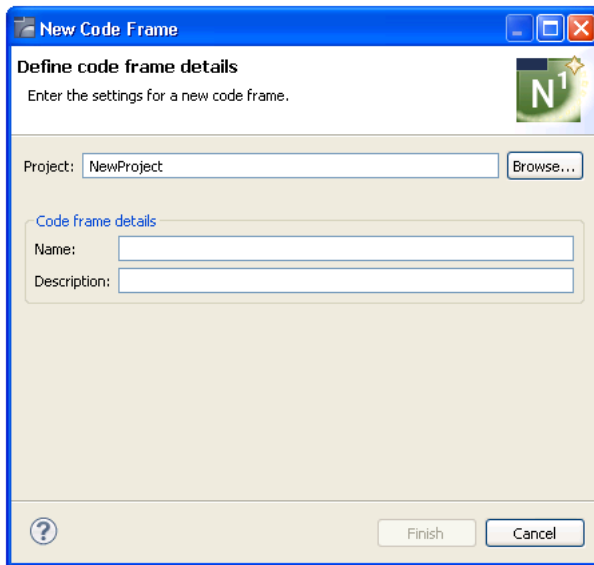 New Code Frame
Define code frame details
Enter the settings for a new code frame.
N1
Project: NewProject Browse...
Code frame details
Name:
Description:
?
Finish Cancel